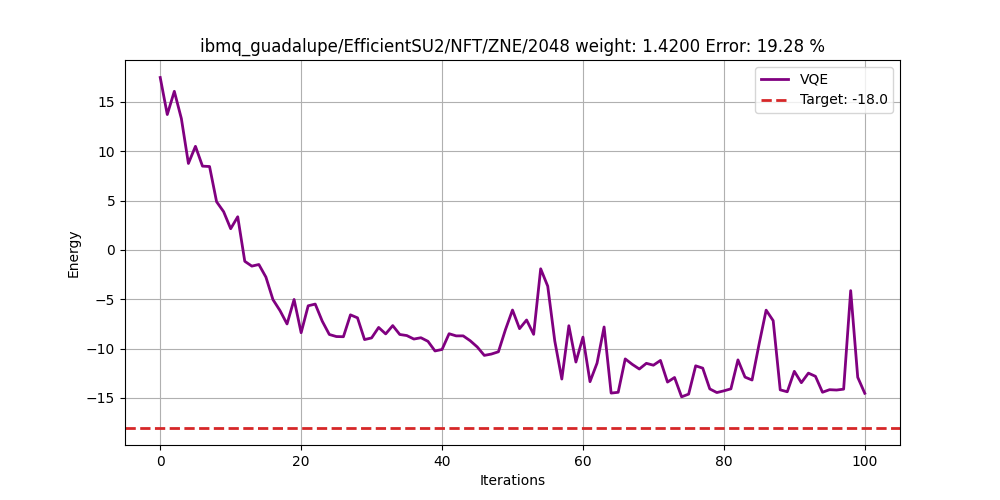 ibmq_guadalupe/EfficientSU2/NFT/ZNE/2048 weight: 1.4200 Error: 19.28 %
VQE
Target: -18.0
15
10
5
0
−5
−10
−15
Energy
0 20 40 60 80 100
Iterations